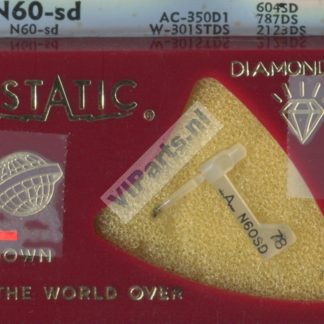 N60-sd
N60-sd
AC-350D1
W-301STDS
604SD
787DS
2123DS
STATIC®
DIAMOND
VIParts.nl
-A-
N60SD
78
OWN
THE WORLD OVER